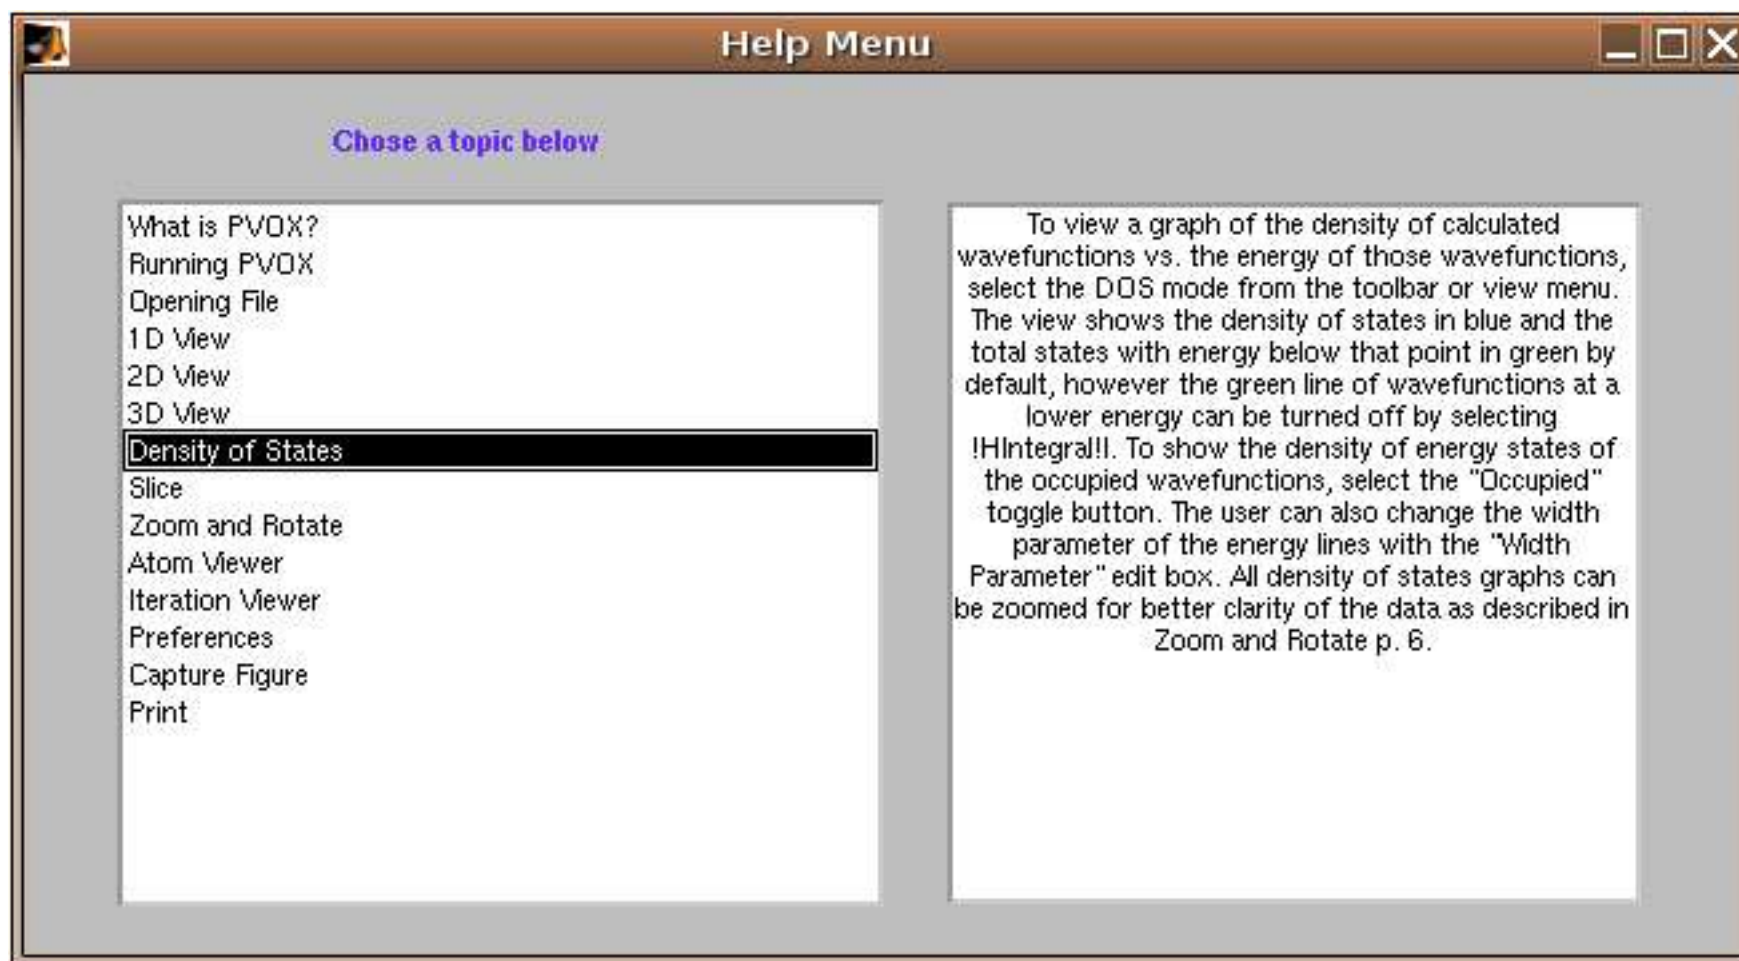 Help Menu
Chose a topic below
What is PVOX?
Running PVOX
Opening File
1D View
2D View
3D View
Density of States
Slice
Zoom and Rotate
Atom Viewer
Iteration Viewer
Preferences
Capture Figure
Print
To view a graph of the density of calculated
wavefunctions vs. the energy of those wavefunctions,
select the DOS mode from the toolbar or view menu.
The view shows the density of states in blue and the
total states with energy below that point in green by
default, however the green line of wavefunctions at a
lower energy can be turned off by selecting
!HIntegral!!I. To show the density of energy states of
the occupied wavefunctions, select the "Occupied"
toggle button. The user can also change the width
parameter of the energy lines with the "Width
Parameter" edit box. All density of states graphs can
be zoomed for better clarity of the data as described in
Zoom and Rotate p. 6.